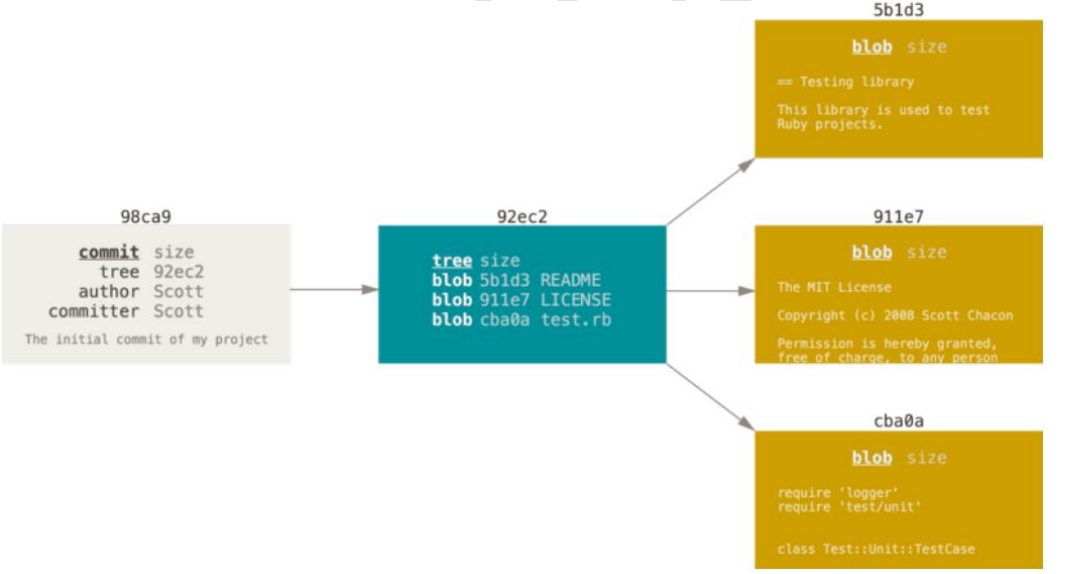 5b1d3
blob size
== Testing library
This library is used to test
Ruby projects.
98ca9
commit size
tree 92ec2
author Scott
committer Scott
The initial commit of my project
92ec2
tree size
blob 5b1d3 README
blob 911e7 LICENSE
blob cba0a test.rb
911e7
blob size
The MIT License
Copyright (c) 2008 Scott Chacon
Permission is hereby granted,
free of charge, to any person
cba0a
blob size
require 'logger'
require 'test/unit'
class Test::Unit::TestCase